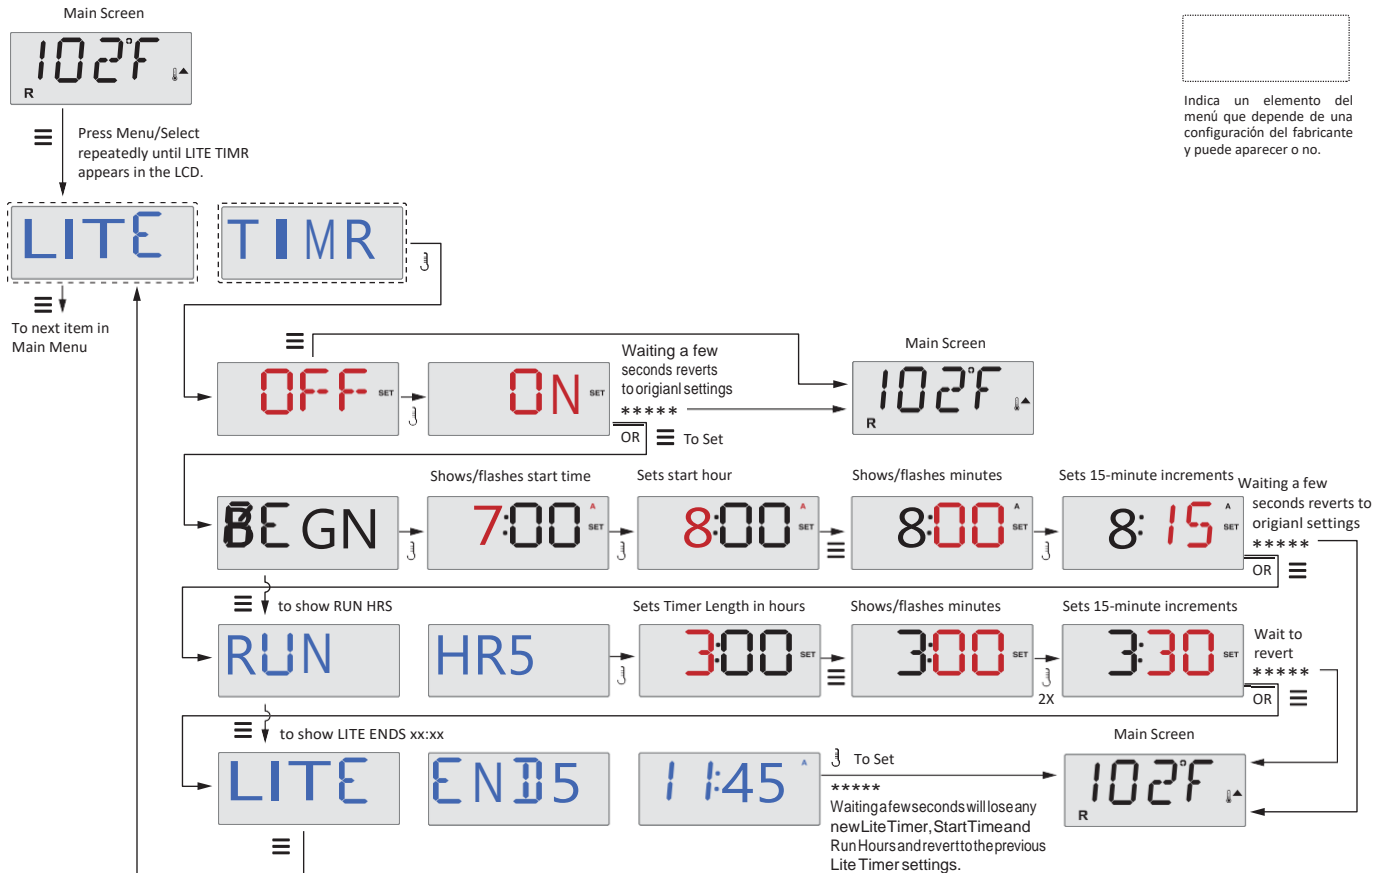 Main Screen
102°F
R
Press Menu/Select
repeatedly until LITE TIMR
appears in the LCD.
Indica un elemento del
menú que depende de una
configuración del fabricante
y puede aparecer o no.
LITE
TIMR
To next item in
Main Menu
OFF SET
ON SET
Waiting a few
seconds reverts
to origianl settings
*****
OR
To Set
Main Screen
102°F
R
Shows/flashes start time
Sets start hour
Shows/flashes minutes
Sets 15-minute increments
Waiting a few
seconds reverts to
origianl settings
*****
OR
BEGN
7:00 A SET
8:00 A SET
8:00 A SET
8:15 A SET
to show RUN HRS
Sets Timer Length in hours
Shows/flashes minutes
Sets 15-minute increments
Wait to
revert
*****
OR
RUN
HR5
3:00 SET
3:00 SET
2X
3:30 SET
to show LITE ENDS xx:xx
LITE
END5
11:45 A
To Set
*****
Waiting a few seconds will lose any
new Lite Timer, Start Time and
Run Hours and revert to the previous
Lite Timer settings.
Main Screen
102°F
R